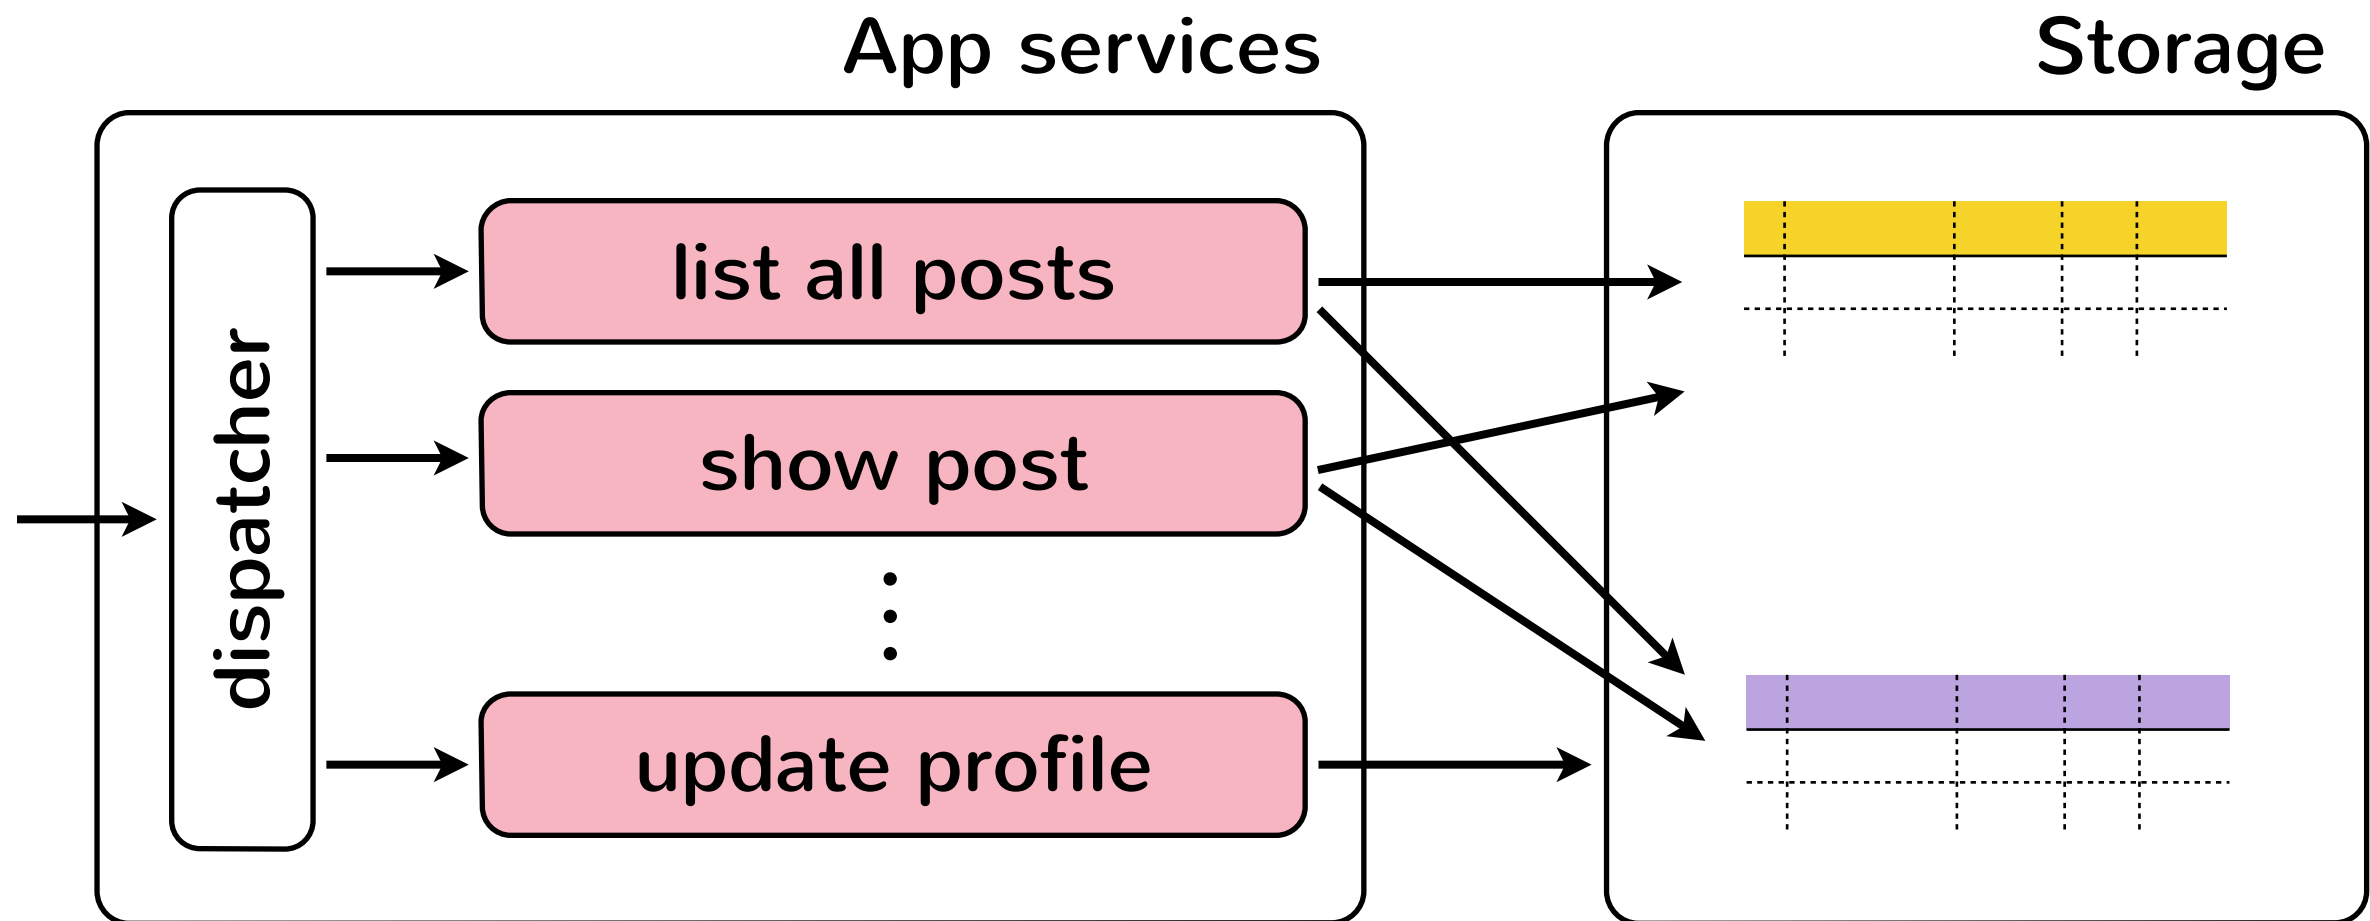 App services
Storage
dispatcher
list all posts
show post
update profile